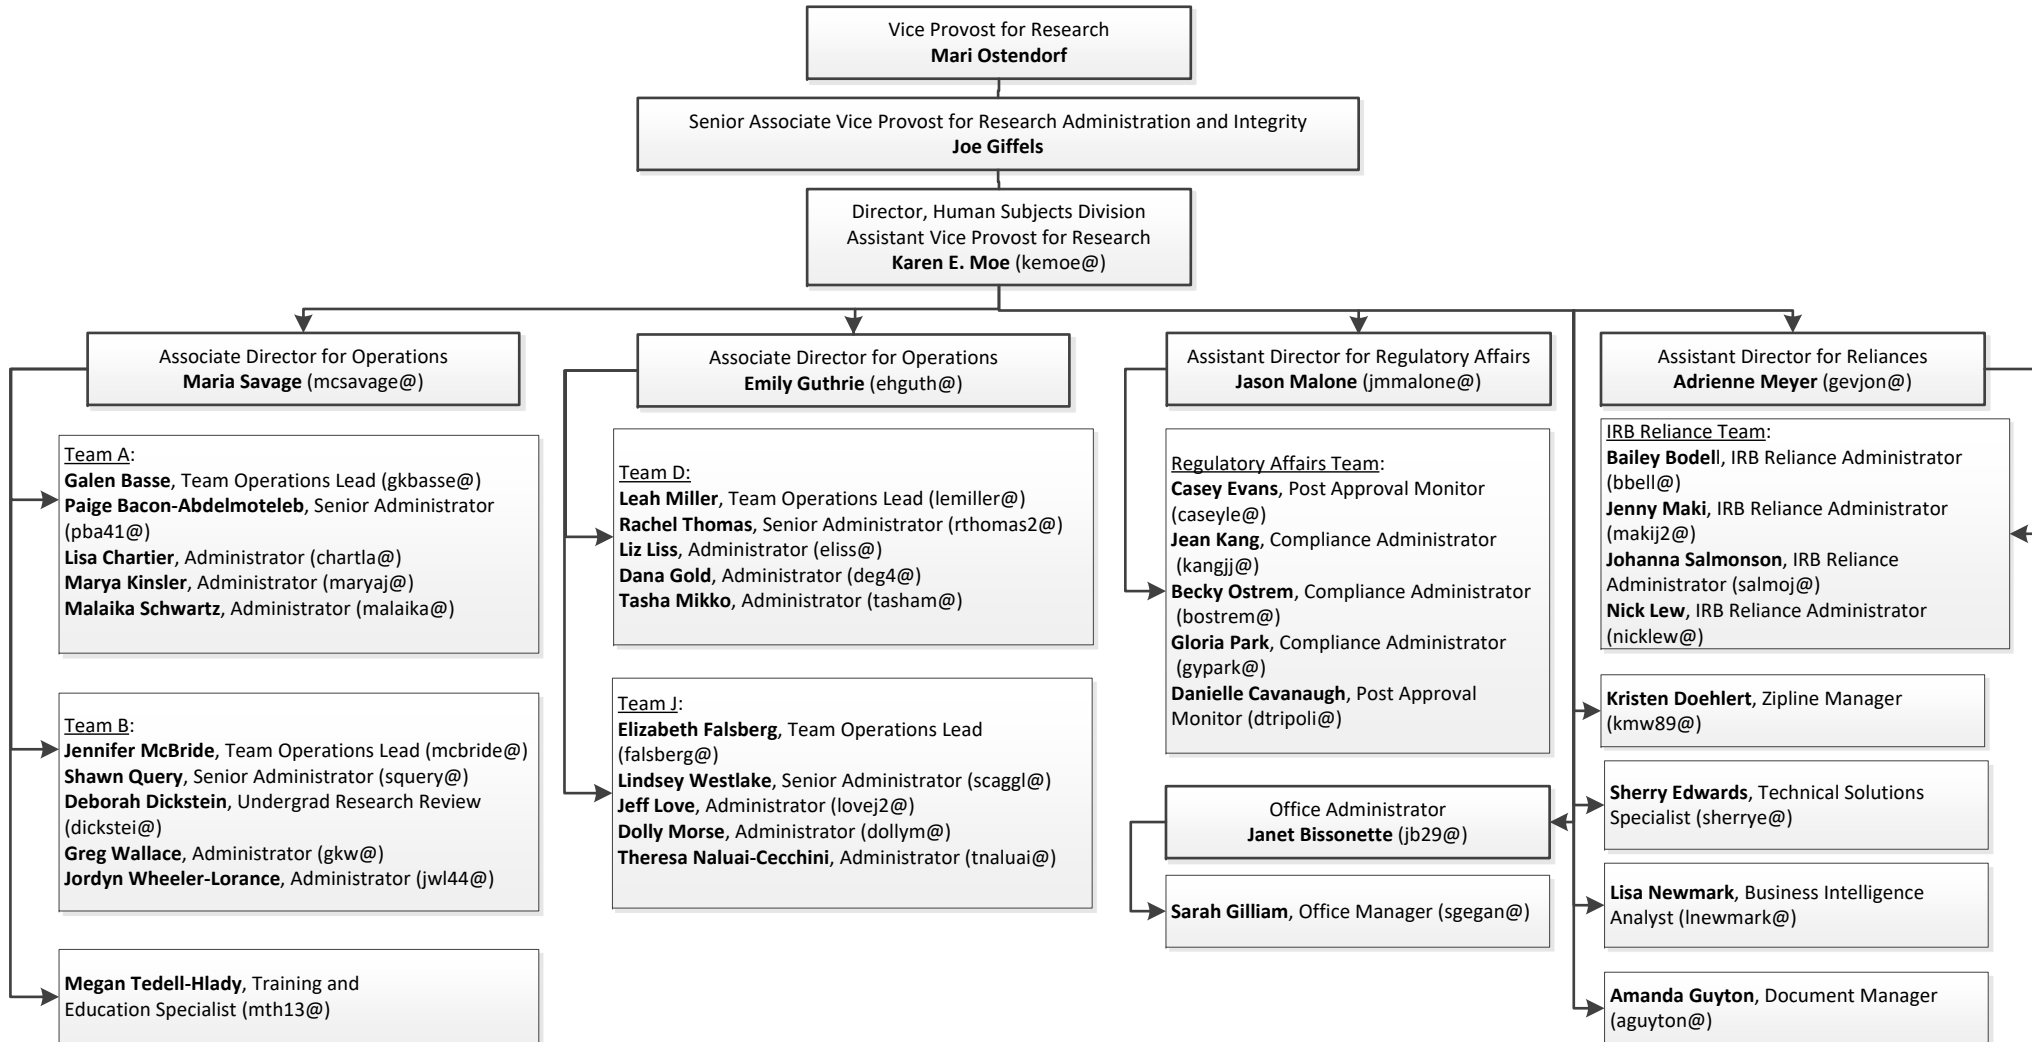 Vice Provost for Research
Mari Ostendorf
Senior Associate Vice Provost for Research Administration and Integrity
Joe Giffels
Director, Human Subjects Division
Assistant Vice Provost for Research
Karen E. Moe (kemoe@)
Associate Director for Operations
Maria Savage (mcsavage@)
Team A:
Galen Basse, Team Operations Lead (gkbasse@)
Paige Bacon-Abdelmoteleb, Senior Administrator
(pba41@)
Lisa Chartier, Administrator (chartla@)
Marya Kinsler, Administrator (maryaj@)
Malaika Schwartz, Administrator (malaika@)
Team B:
Jennifer McBride, Team Operations Lead (mcbride@)
Shawn Query, Senior Administrator (squery@)
Deborah Dickstein, Undergrad Research Review
(dickstei@)
Greg Wallace, Administrator (gkw@)
Jordyn Wheeler-Lorance, Administrator (jwl44@)
Megan Tedell-Hlady, Training and
Education Specialist (mth13@)
Associate Director for Operations
Emily Guthrie (ehguth@)
Team D:
Leah Miller, Team Operations Lead (lemiller@)
Rachel Thomas, Senior Administrator (rthomas2@)
Liz Liss, Administrator (eliss@)
Dana Gold, Administrator (deg4@)
Tasha Mikko, Administrator (tasham@)
Team J:
Elizabeth Falsberg, Team Operations Lead
(falsberg@)
Lindsey Westlake, Senior Administrator (scaggl@)
Jeff Love, Administrator (lovej2@)
Dolly Morse, Administrator (dollym@)
Theresa Naluai-Cecchini, Administrator (tnaluai@)
Assistant Director for Regulatory Affairs
Jason Malone (jmmalone@)
Regulatory Affairs Team:
Casey Evans, Post Approval Monitor
(caseyle@)
Jean Kang, Compliance Administrator
(kangjj@)
Becky Ostrem, Compliance Administrator
(bostrem@)
Gloria Park, Compliance Administrator
(gypark@)
Danielle Cavanaugh, Post Approval
Monitor (dtripoli@)
Office Administrator
Janet Bissonette (jb29@)
Sarah Gilliam, Office Manager (sgegan@)
Assistant Director for Reliances
Adrienne Meyer (gevjon@)
IRB Reliance Team:
Bailey Bodell, IRB Reliance Administrator
(bbell@)
Jenny Maki, IRB Reliance Administrator
(makij2@)
Johanna Salmonson, IRB Reliance
Administrator (salmoj@)
Nick Lew, IRB Reliance Administrator
(nicklew@)
Kristen Doehlert, Zipline Manager
(kmw89@)
Sherry Edwards, Technical Solutions
Specialist (sherrye@)
Lisa Newmark, Business Intelligence
Analyst (lnewmark@)
Amanda Guyton, Document Manager
(aguyton@)